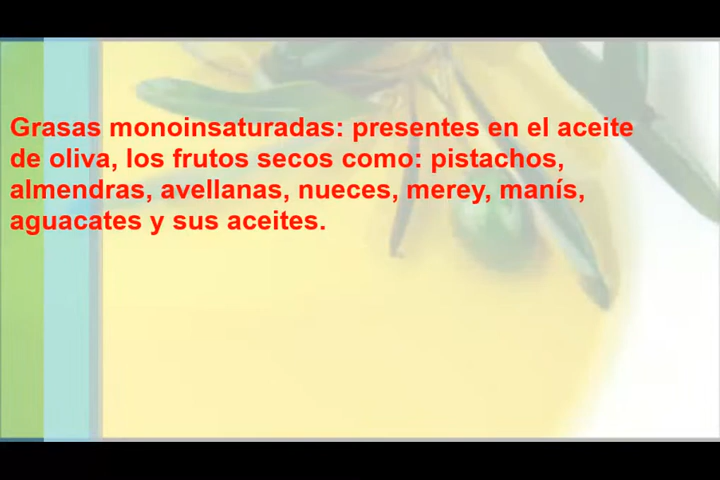 Grasas monoinsaturadas: presentes en el aceite
de oliva, los frutos secos como: pistachos,
almendras, avellanas, nueces, merey, manís,
aguacates y sus aceites.